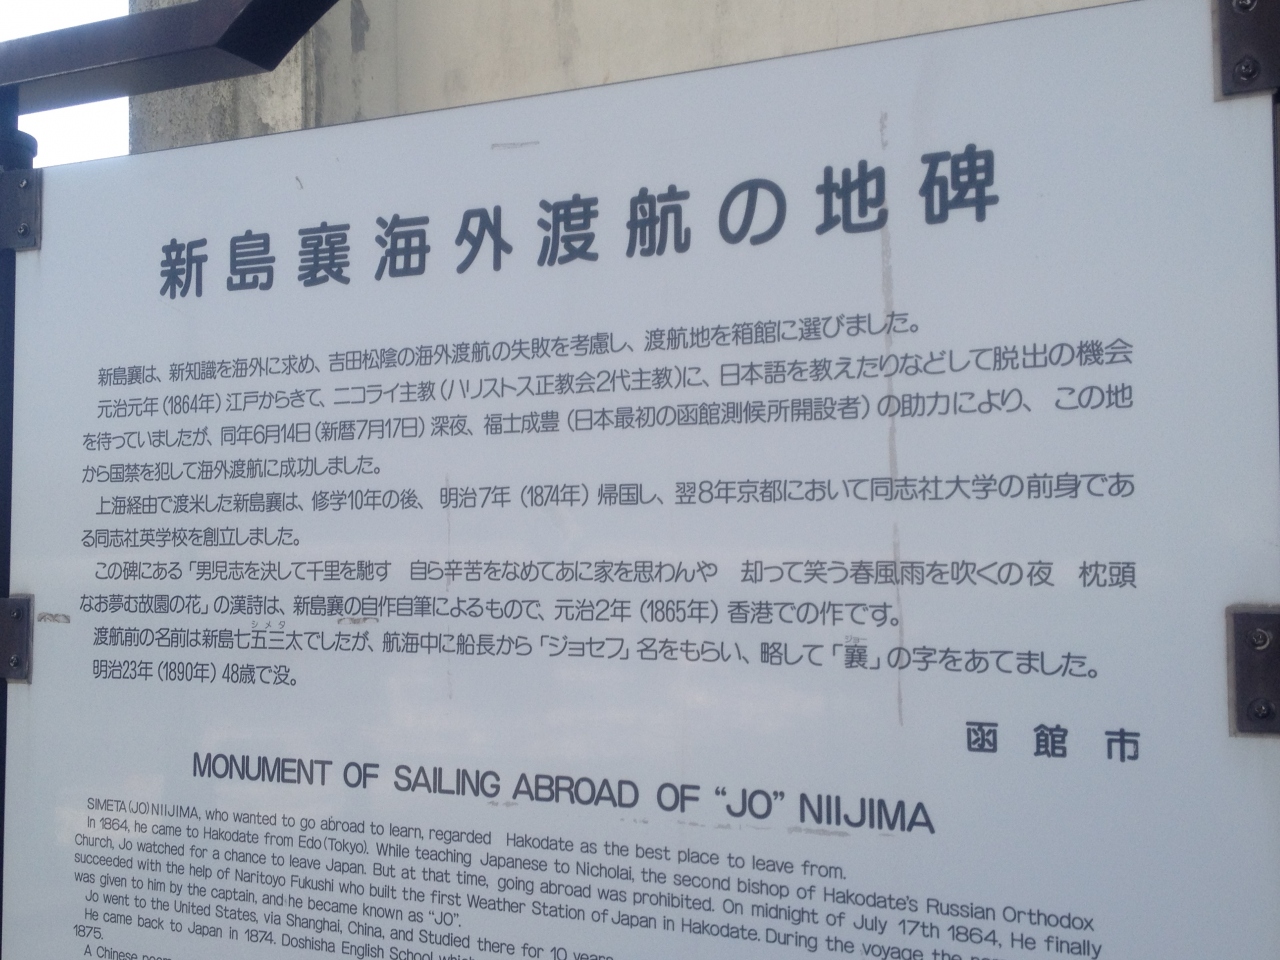 新島襄海外渡航の地碑
新島襄は、新知識を海外に求め、吉田松陰の海外渡航の失敗を考慮し、渡航地を箱館に選びました。
元治元年(1864年)江戸からきて、ニコライ主教(ハリストス正教会2代主教)に、日本語を教えたりなどして脱出の機会
を待っていましたが、同年6月14日(新暦7月17日)深夜、福士成豊(日本最初の函館測候所開設者)の助力により、この地
から国禁を犯して海外渡航に成功しました。
上海経由で渡米した新島襄は、修学10年の後、明治7年(1874年)帰国し、翌8年京都において同志社大学の前身であ
る同志社英学校を創立しました。
この碑にある「男児志を決して千里を馳す 自ら辛苦をなめてあに家を思わんや 却って笑う春風雨を吹くの夜 枕頭
なお夢む故園の花」の漢詩は、新島襄の自作自筆によるもので、元治2年(1865年)香港での作です。
シメタ ジョー
渡航前の名前は新島七五三太でしたが、航海中に船長から「ジョセフ」名をもらい、略して「襄」の字をあてました。
明治23年(1890年)48歳で没。
函館市
MONUMENT OF SAILING ABROAD OF “JO” NIIJIMA
SIMETA(JO)NIIJIMA, who wanted to go abroad to learn, regarded Hakodate as the best place to leave from.
In 1864, he came to Hakodate from Edo(Tokyo). While teaching Japanese to Nicholai, the second bishop of Hakodate's Russian Orthodox
Church, Jo watched for a chance to leave Japan. But at that time, going abroad was prohibited. On midnight of July 17th 1864, He finally
succeeded with the help of Naritoyo Fukushi who built the first Weather Station of Japan in Hakodate. During the voyage the
was given to him by the captain, and he became known as “JO”.
Jo went to the United States, via Shanghai, China, and Studied there for 10 years.
He came back to Japan in 1874. Doshisha English School
1875.
A Chinese